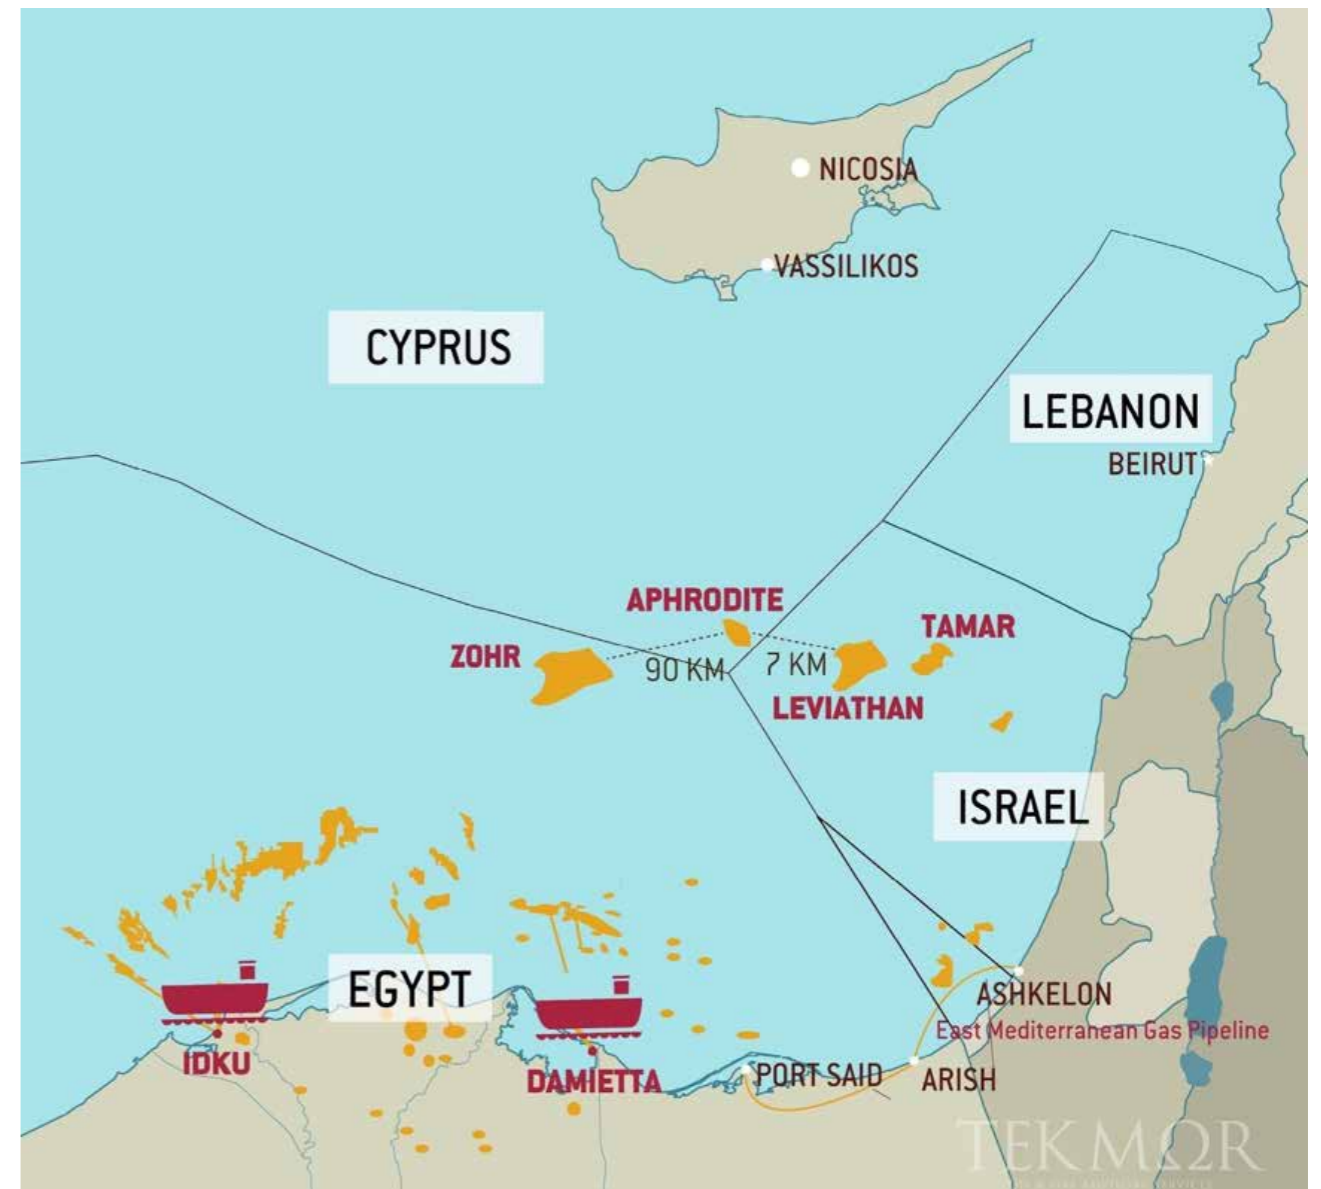 NICOSIA
VASSILIKOS
CYPRUS
LEBANON
BEIRUT
APHRODITE
TAMAR
ZOHR
90 KM
7 KM
LEVIATHAN
ISRAEL
EGYPT
ASHKELON
East Mediterranean Gas Pipeline
IDKU
DAMIETTA
PORT SAID
ARISH
TEKMΩR